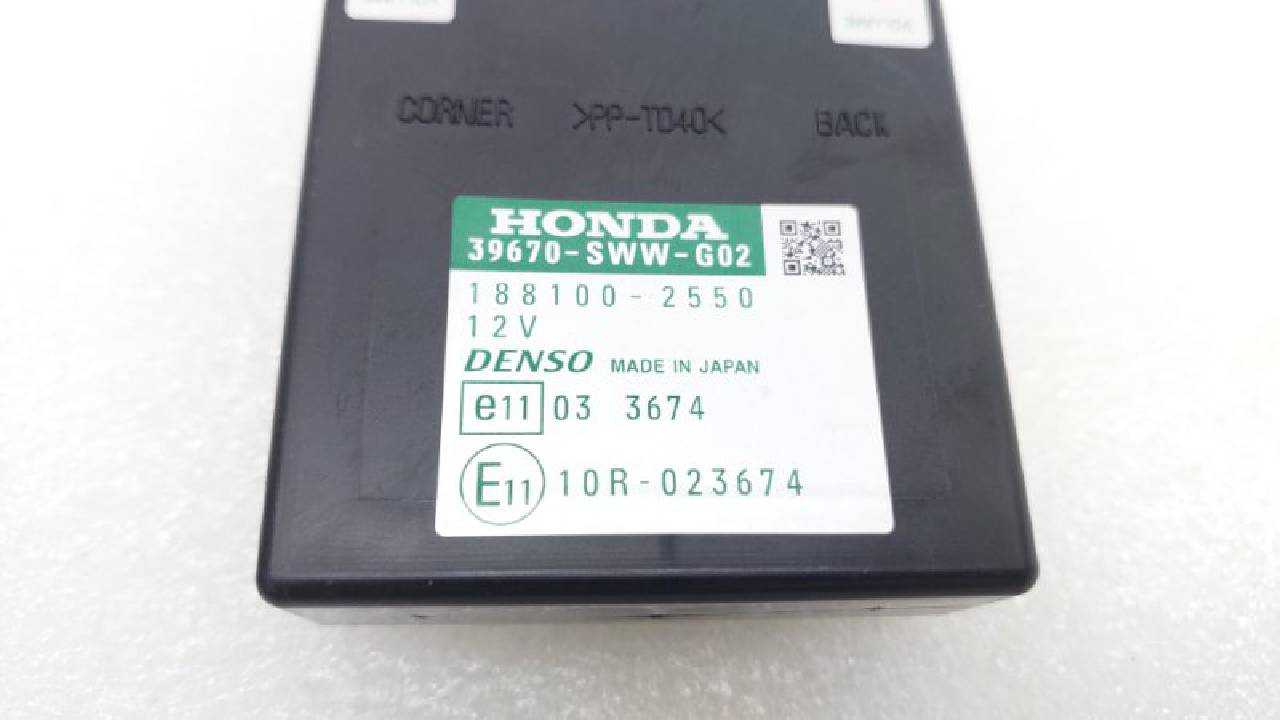 CORNER >PP-TD40< BACK
HONDA
39670-SWW-G02
188100-2550
12V
DENSO MADE IN JAPAN
e11 03 3674
E11 10R-023674